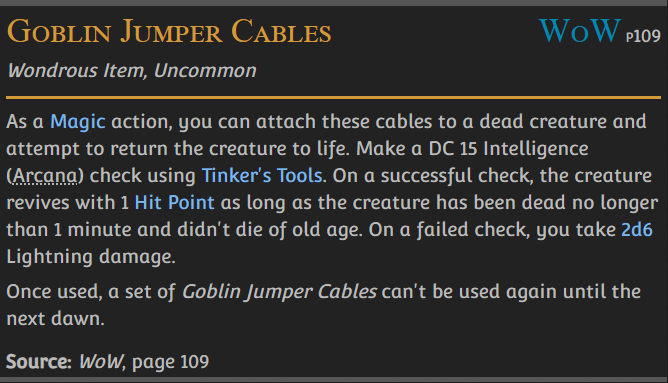 Goblin Jumper Cables WoW P109
Wondrous Item, Uncommon
As a Magic action, you can attach these cables to a dead creature and
attempt to return the creature to life. Make a DC 15 Intelligence
(Arcana) check using Tinker's Tools. On a successful check, the creature
revives with 1 Hit Point as long as the creature has been dead no longer
than 1 minute and didn't die of old age. On a failed check, you take 2d6
Lightning damage.
Once used, a set of Goblin Jumper Cables can't be used again until the
next dawn.
Source: WoW, page 109